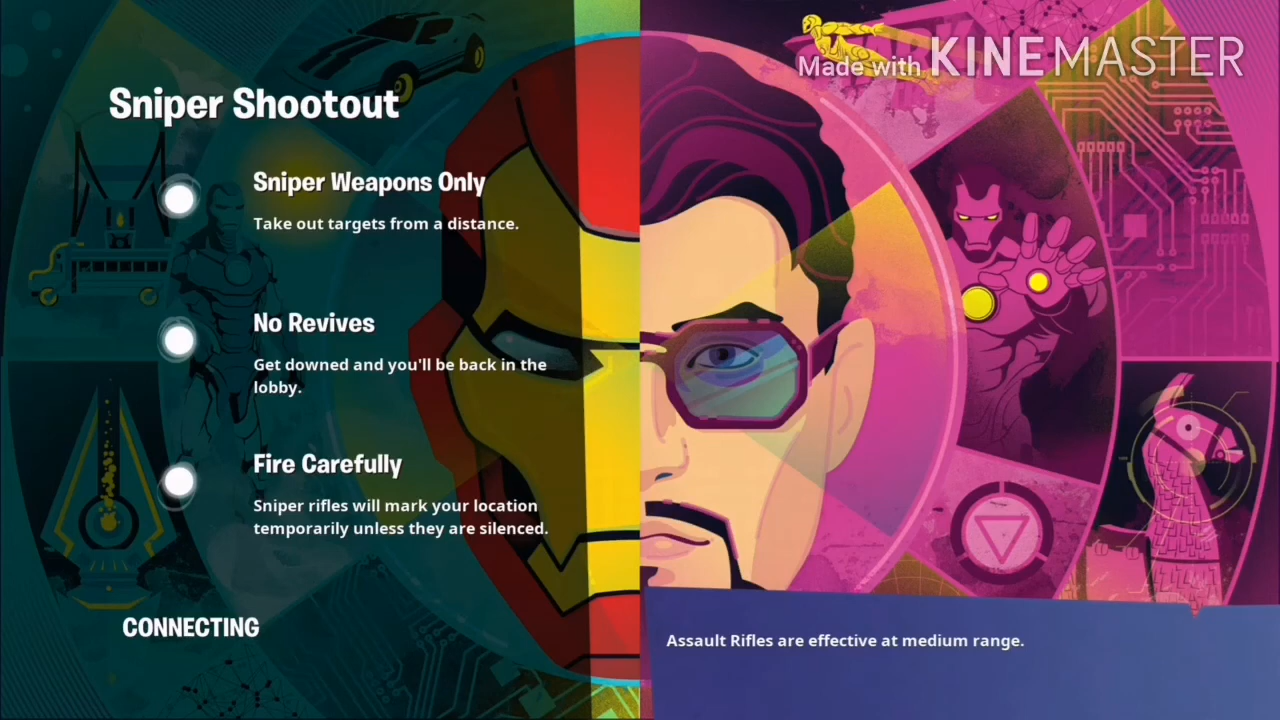 Made with KINEMASTER
Sniper Shootout
Sniper Weapons Only
Take out targets from a distance.
No Revives
Get downed and you'll be back in the
lobby.
Fire Carefully
Sniper rifles will mark your location
temporarily unless they are silenced.
CONNECTING
Assault Rifles are effective at medium range.